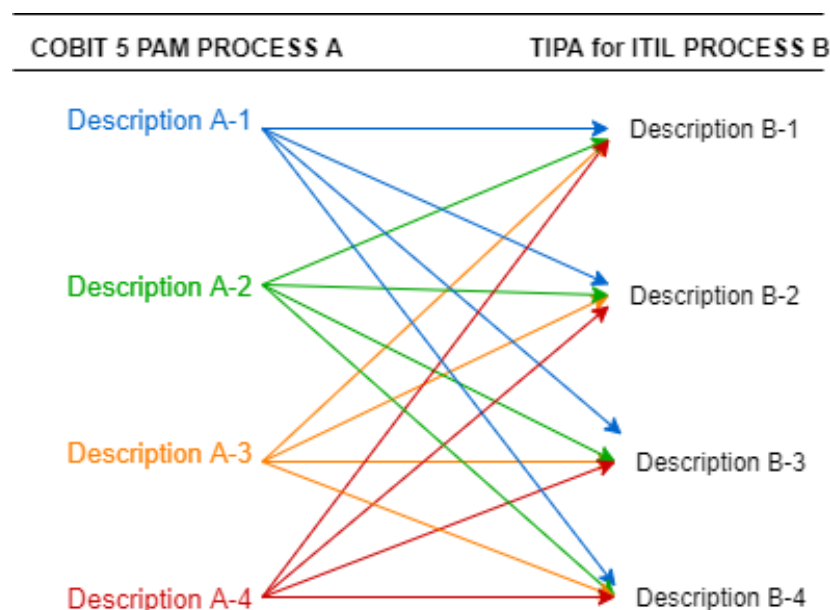 COBIT 5 PAM PROCESS A TIPA for ITIL PROCESS B
Description A-1 Description B-1
Description A-2 Description B-2
Description A-3 Description B-3
Description A-4 Description B-4